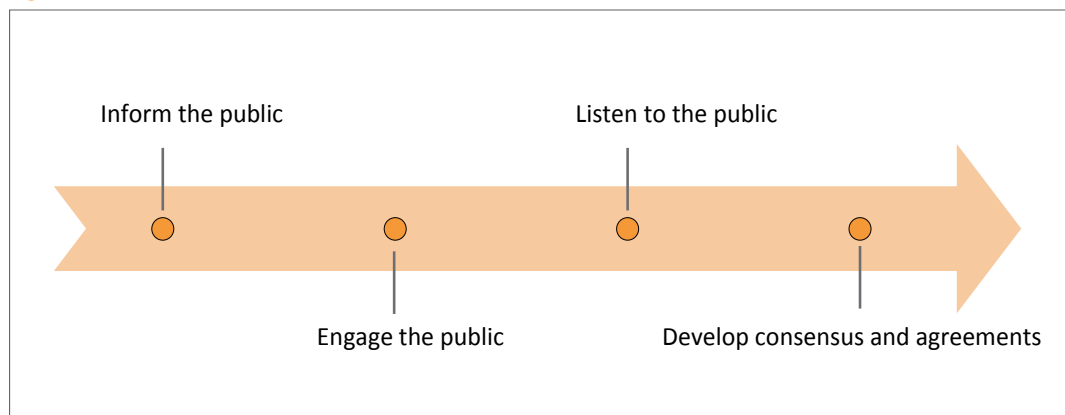 Inform the public
Listen to the public
Engage the public
Develop consensus and agreements